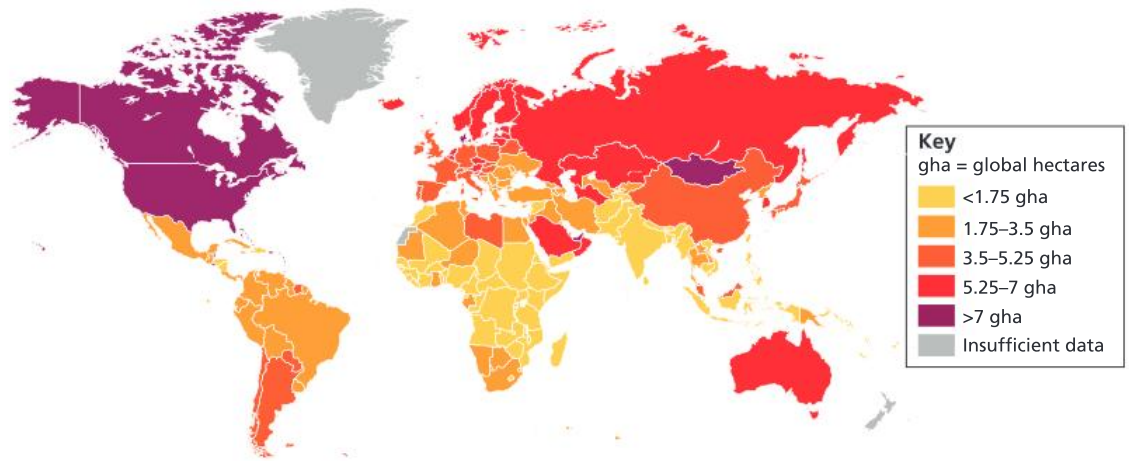 Key
gha = global hectares
<1.75 gha
1.75–3.5 gha
3.5–5.25 gha
5.25–7 gha
>7 gha
Insufficient data